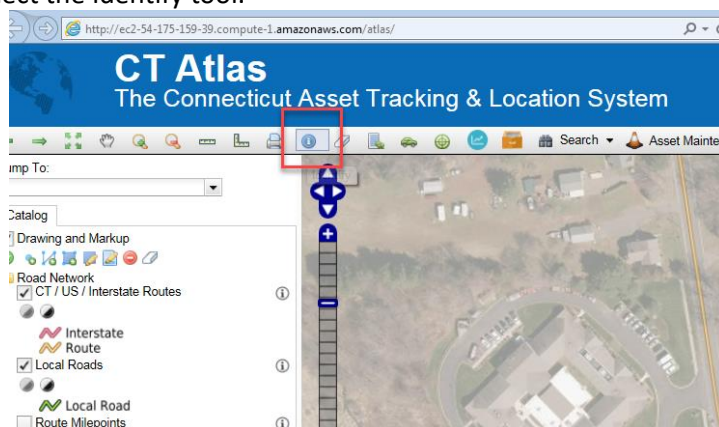 ect the Identify tool.
http://ec2-54-175-159-39.compute-1.amazonaws.com/atlas/
CT Atlas
The Connecticut Asset Tracking & Location System
Search
Asset Mainte
ump To:
Catalog
Drawing and Markup
Road Network
CT / US / Interstate Routes
Interstate
Route
Local Roads
Local Road
Route Milepoints